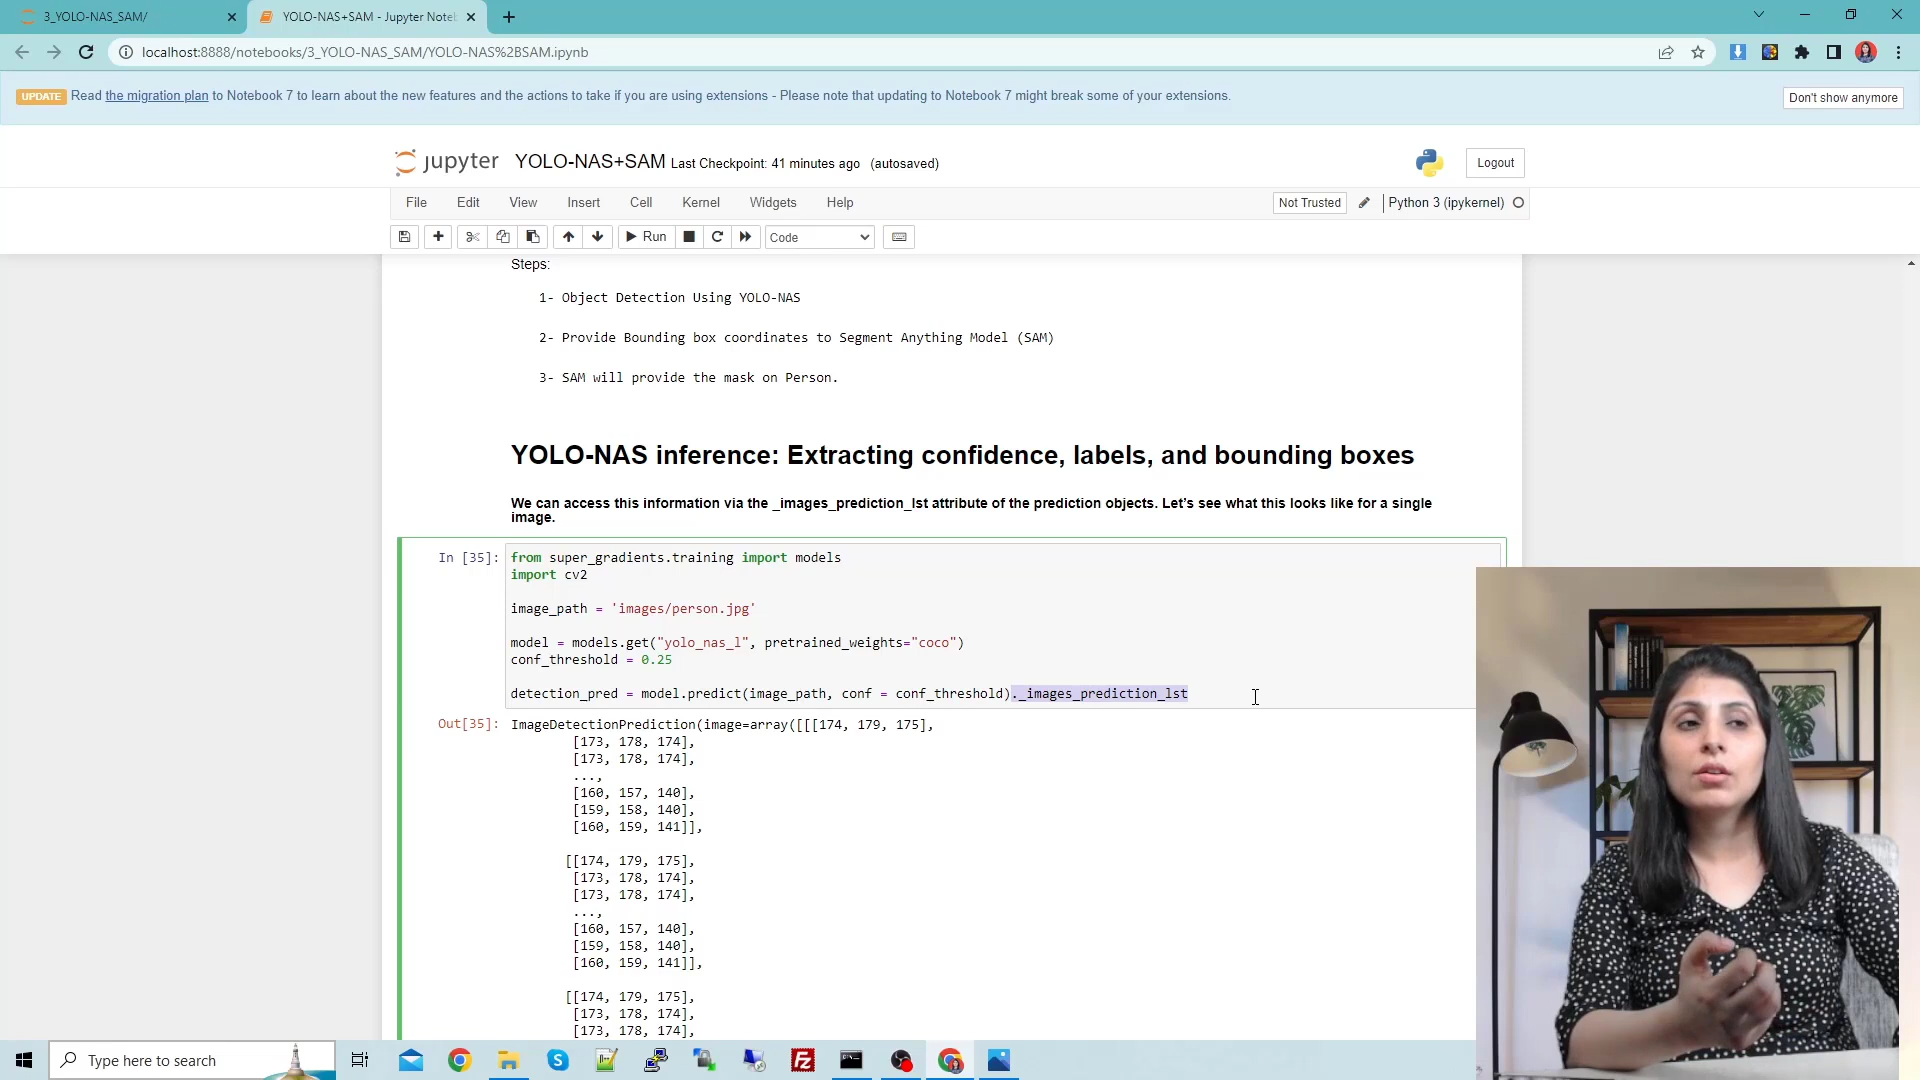 3_YOLO-NAS_SAM/
YOLO-NAS+SAM - Jupyter Noteb
localhost:8888/notebooks/3_YOLO-NAS_SAM/YOLO-NAS%2BSAM.ipynb
UPDATE Read the migration plan to Notebook 7 to learn about the new features and the actions to take if you are using extensions - Please note that updating to Notebook 7 might break some of your extensions.
Don't show anymore
jupyter YOLO-NAS+SAM Last Checkpoint: 41 minutes ago (autosaved)
Logout
File Edit View Insert Cell Kernel Widgets Help
Not Trusted
Python 3 (ipykernel)
Run
Code
Steps:
1- Object Detection Using YOLO-NAS
2- Provide Bounding box coordinates to Segment Anything Model (SAM)
3- SAM will provide the mask on Person.
YOLO-NAS inference: Extracting confidence, labels, and bounding boxes
We can access this information via the _images_prediction_lst attribute of the prediction objects. Let's see what this looks like for a single
image.
In [35]: from super_gradients.training import models
import cv2
image_path = 'images/person.jpg'
model = models.get("yolo_nas_l", pretrained_weights="coco")
conf_threshold = 0.25
detection_pred = model.predict(image_path, conf = conf_threshold)._images_prediction_lst
Out[35]: ImageDetectionPrediction(image=array([[[174, 179, 175],
[173, 178, 174],
[173, 178, 174],
...,
[160, 157, 140],
[159, 158, 140],
[160, 159, 141]],
[[174, 179, 175],
[173, 178, 174],
[173, 178, 174],
...,
[160, 157, 140],
[159, 158, 140],
[160, 159, 141]],
[[174, 179, 175],
[173, 178, 174],
[173, 178, 174],
Type here to search